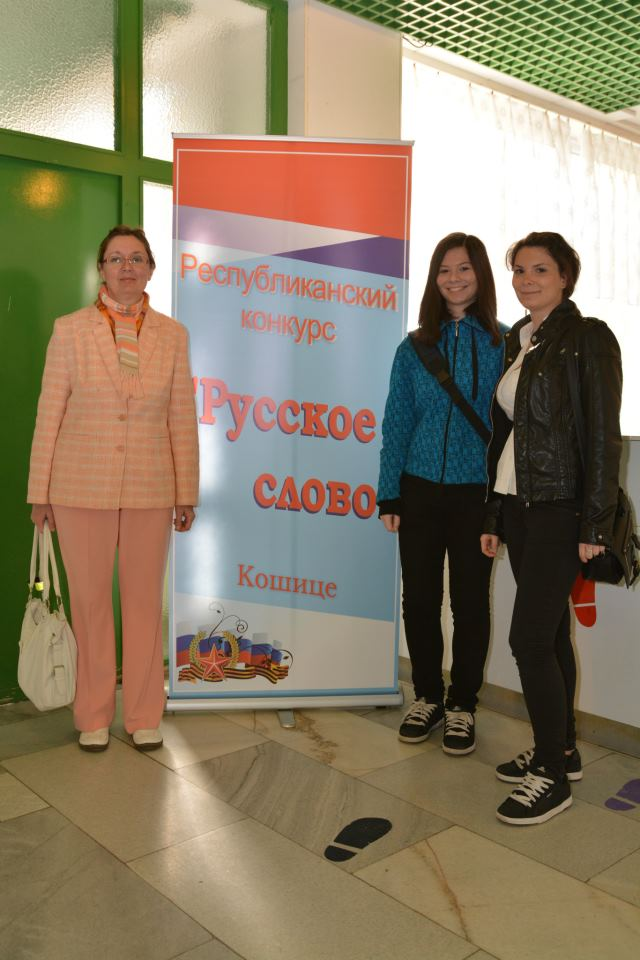 Республиканский
конкурс
"Русское
слово
Кошице